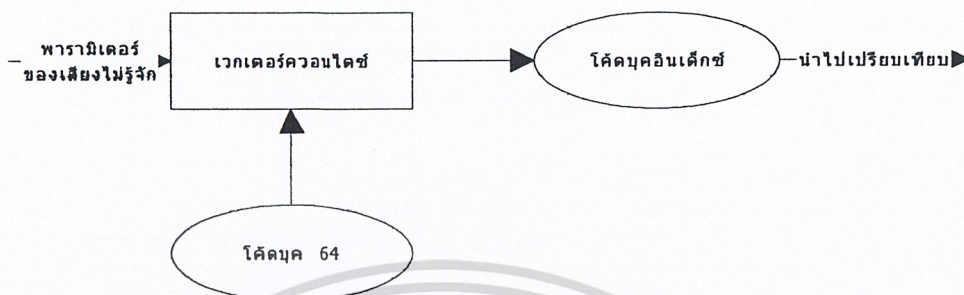 พารามิเตอร์
ของเสียงไม่รู้จัก
เวกเตอร์ควอนไตซ์
โค้ดบุคอินเด็กซ์
นำไปเปรียบเทียบ
โค้ดบุค 64